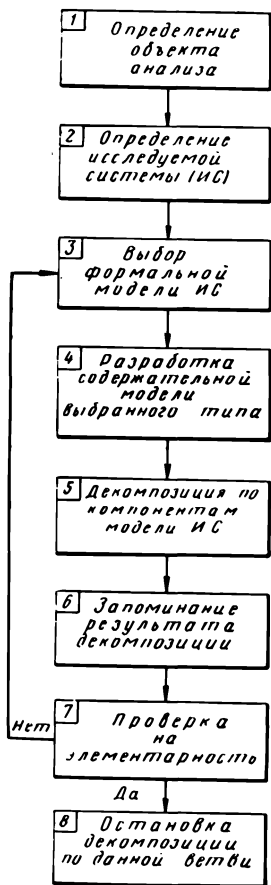 1 Определение
объекта
анализа
2 Определение
исследуемой
системы (ИС)
3 Выбор
формальной
модели ИС
4 Разработка
содержательной
модели
выбранного типа
5 Декомпозиция по
компонентам
модели ИС
6 Запоминание
результата
декомпозиции
Нет
7 Проверка
на
элементарность
Да
8 Остановка
декомпозиции
по данной ветви